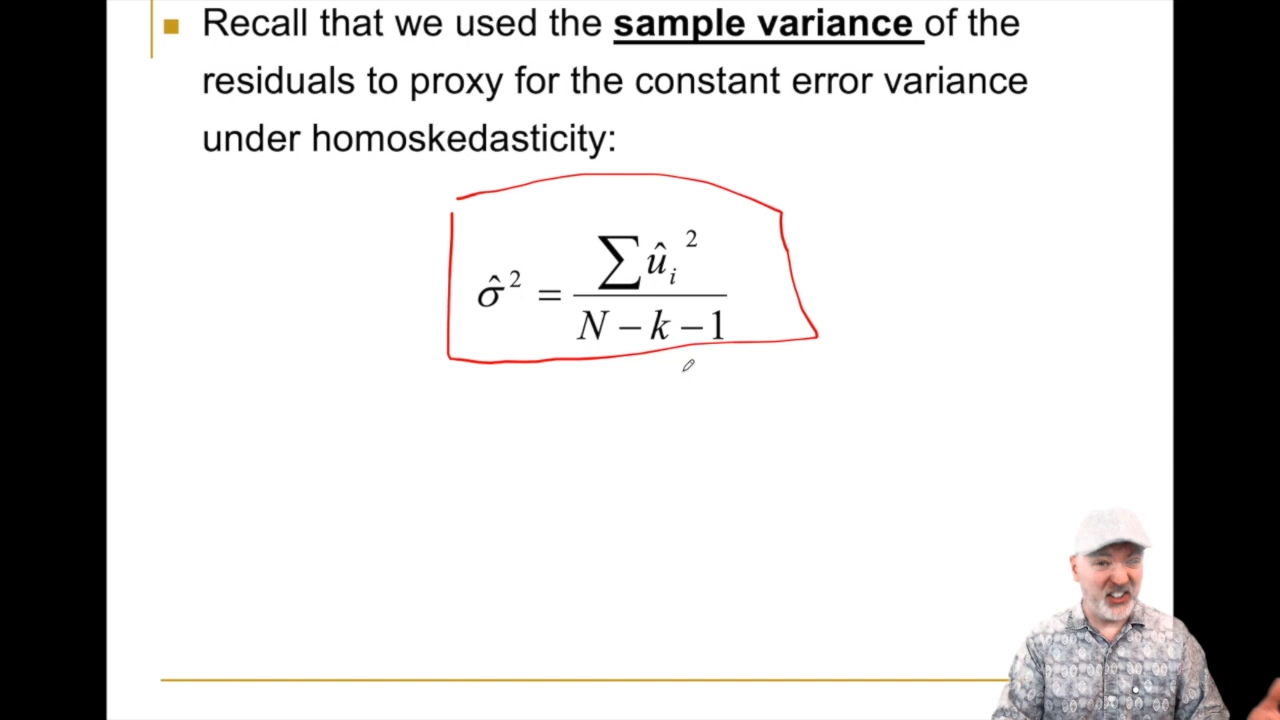 Recall that we used the sample variance of the
residuals to proxy for the constant error variance
under homoskedasticity:
σ̂² = ∑ûᵢ² / N − k − 1